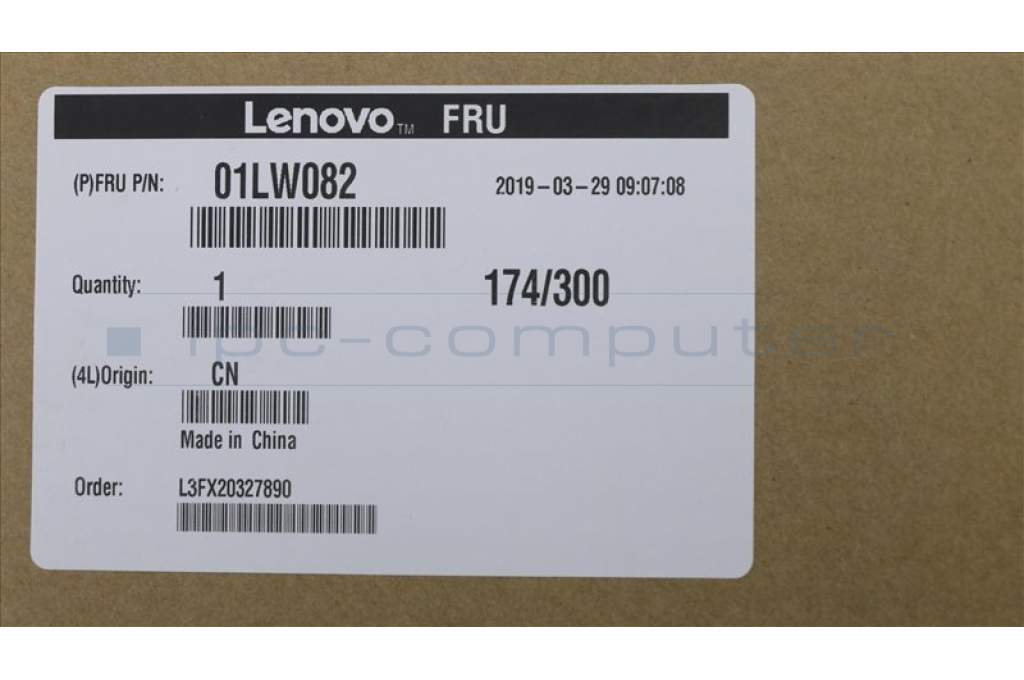 Lenovo™ FRU
(P)FRU P/N: 01LW082 2019-03-29 09:07:08
Quantity: 1 174/300
ipc-computer
(4L)Origin: CN
Made in China
Order: L3FX20327890